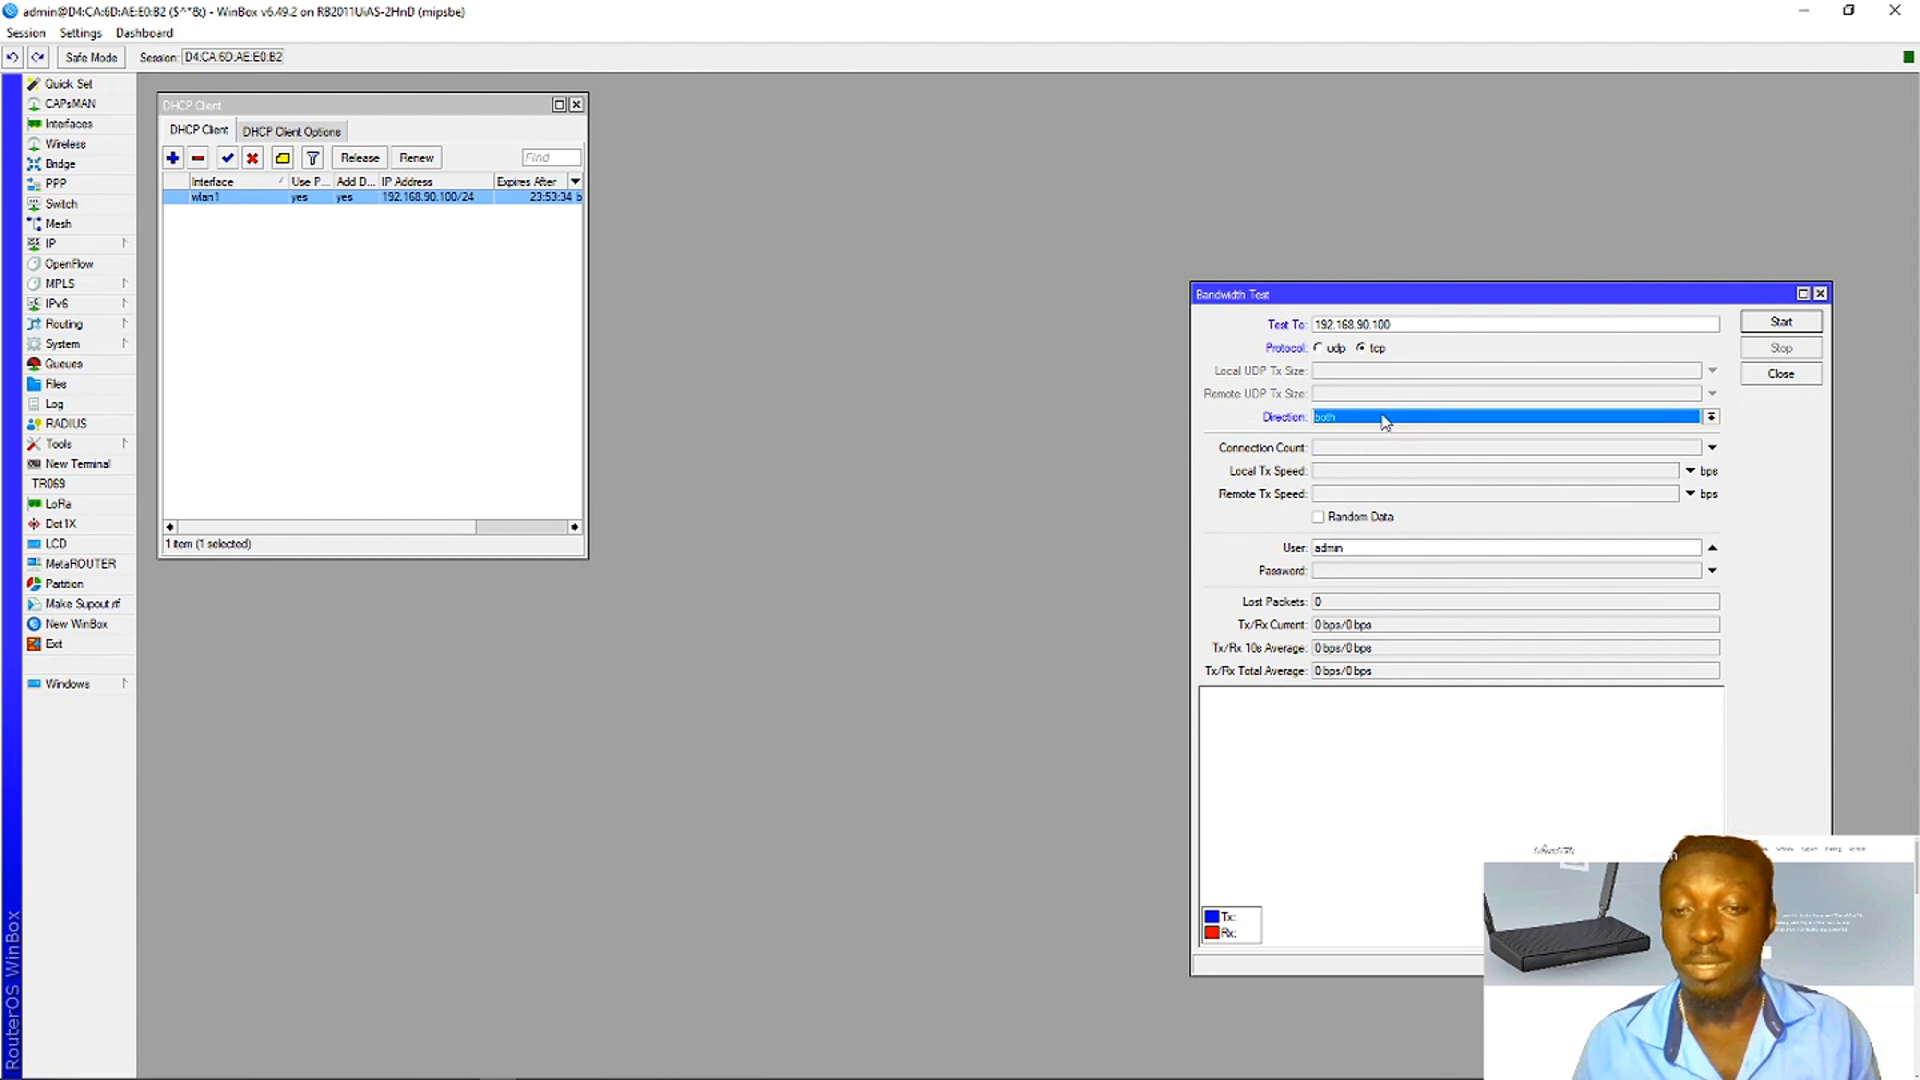 admin@D4:CA:6D:AE:E0:B2 ($^*&!) - WinBox v6.49.2 on RB2011UiAS-2HnD (mipsbe)
Session Settings Dashboard
Safe Mode Session: D4:CA:6D:AE:E0:B2
Quick Set
CAPsMAN
Interfaces
Wireless
Bridge
PPP
Switch
Mesh
IP
OpenFlow
MPLS
IPv6
Routing
System
Queues
Files
Log
RADIUS
Tools
New Terminal
TR069
LoRa
Dot1X
LCD
MetaROUTER
Partition
Make Supout.rif
New WinBox
Exit
Windows
RouterOS WinBox
DHCP Client
DHCP Client DHCP Client Options
Release Renew Find
Interface Use P... Add D... IP Address Expires After
wlan1 yes yes 192.168.90.100/24 23:53:34 b
1 item (1 selected)
Bandwidth Test
Test To: 192.168.90.100 Start
Protocol: udp tcp Stop
Local UDP Tx Size:
Close
Remote UDP Tx Size:
Direction: both
Connection Count:
Local Tx Speed: bps
Remote Tx Speed: bps
Random Data
User: admin
Password:
Lost Packets: 0
Tx/Rx Current: 0 bps/0 bps
Tx/Rx 10s Average: 0 bps/0 bps
Tx/Rx Total Average: 0 bps/0 bps
Tx:
Rx: